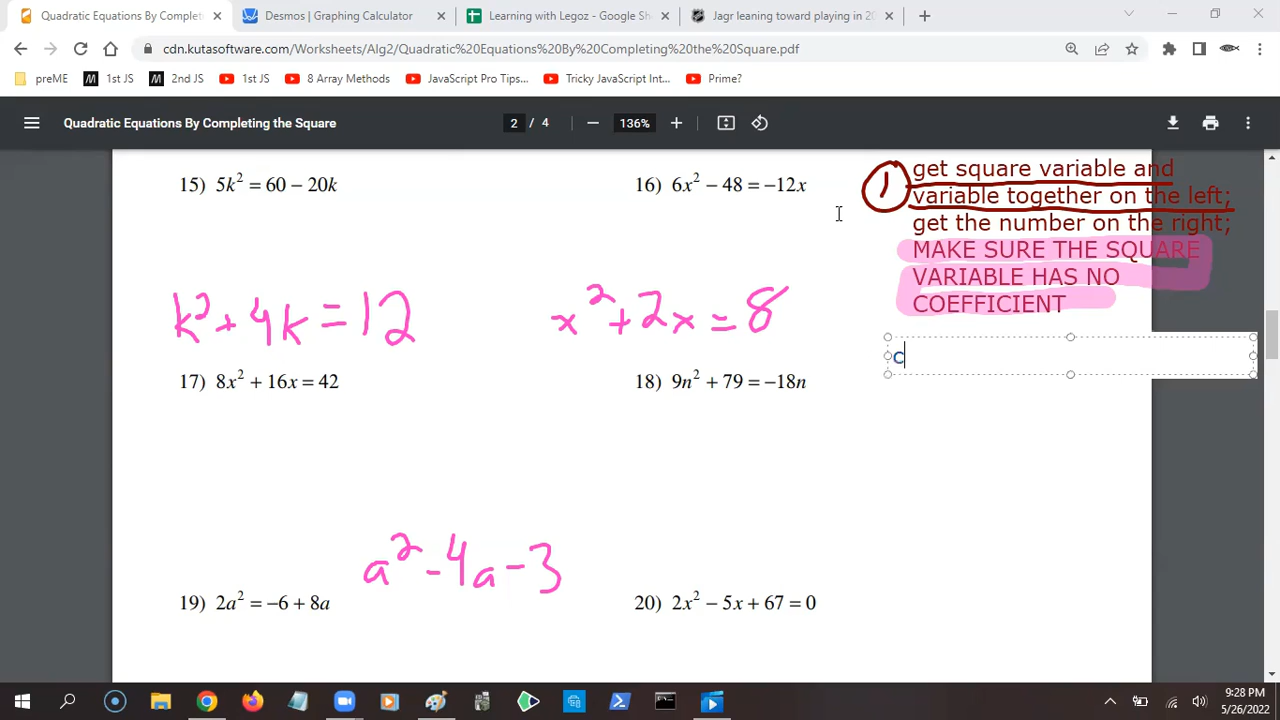 Quadratic Equations By Complet
Desmos | Graphing Calculator
Learning with Legoz - Google Sh
Jagr leaning toward playing in 20
cdn.kutasoftware.com/Worksheets/Alg2/Quadratic%20Equations%20By%20Completing%20the%20Square.pdf
preME
1st JS
2nd JS
1st JS
8 Array Methods
JavaScript Pro Tips...
Tricky JavaScript Int...
Prime?
Quadratic Equations By Completing the Square
2 / 4
136%
15) 5k² = 60 − 20k
16) 6x² − 48 = −12x
1
get square variable and
variable together on the left;
get the number on the right;
MAKE SURE THE SQUARE
VARIABLE HAS NO
COEFFICIENT
k² + 4k = 12
x² + 2x = 8
c
17) 8x² + 16x = 42
18) 9n² + 79 = −18n
a² - 4a - 3
19) 2a² = −6 + 8a
20) 2x² − 5x + 67 = 0
9:28 PM
5/26/2022